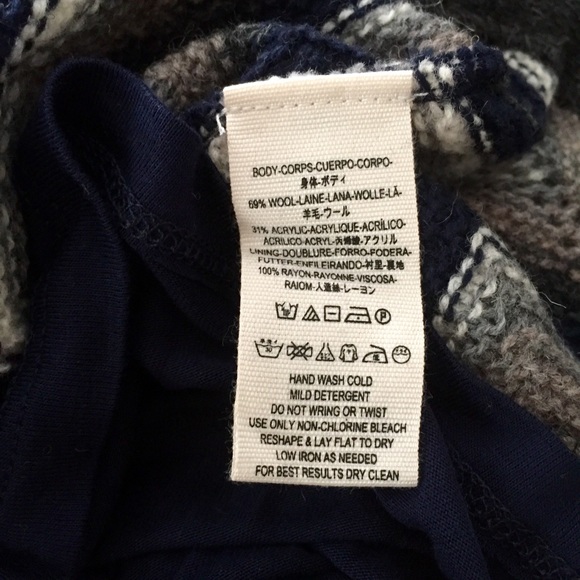 BODY-CORPS-CUERPO-CORPO-
身体-ボディ
69% WOOL-LAINE-LANA-WOLLE-LÃ-
羊毛-ウール
31% ACRYLIC-ACRYLIQUE-ACRÍLICO-
ACRILICO-ACRYL-丙烯酸-アクリル
LINING-DOUBLURE-FORRO-FODERA-
FUTTER-ENFILEIRANDO-衬里-裏地
100% RAYON-RAYONNE-VISCOSA-
RAIOM-人造絲-レーヨン
HAND WASH COLD
MILD DETERGENT
DO NOT WRING OR TWIST
USE ONLY NON-CHLORINE BLEACH
RESHAPE & LAY FLAT TO DRY
LOW IRON AS NEEDED
FOR BEST RESULTS DRY CLEAN